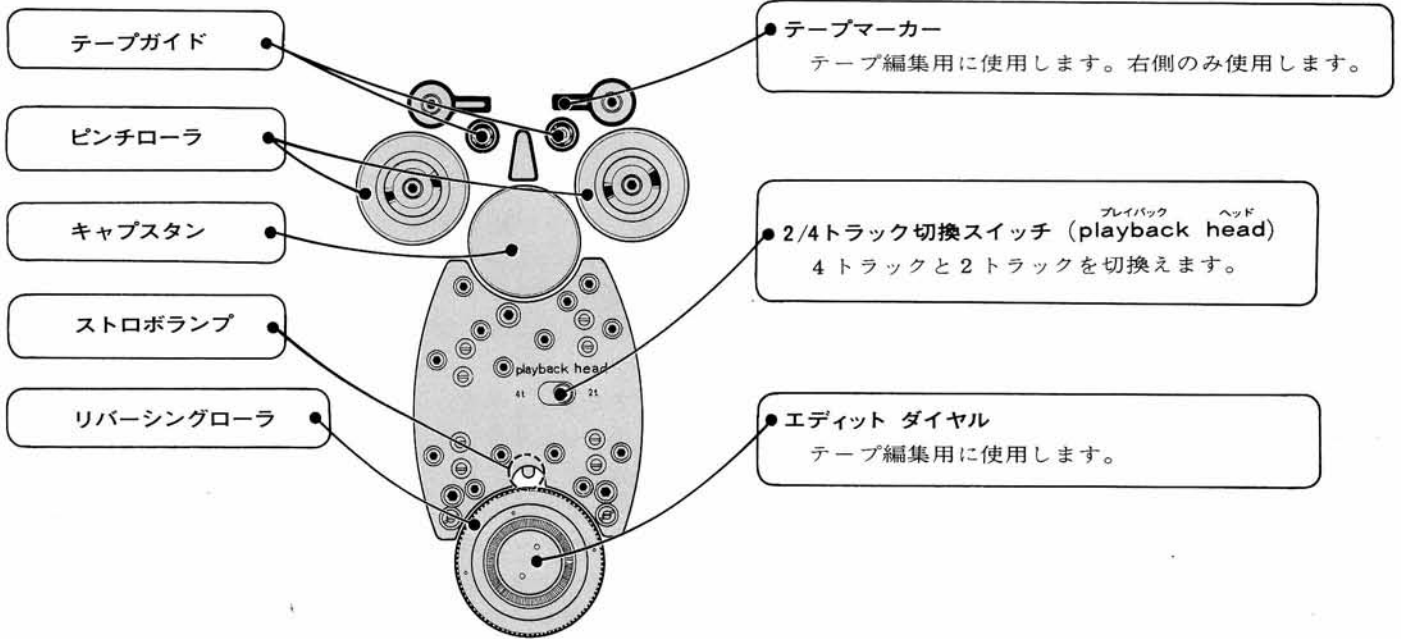 テープガイド
ピンチローラ
キャプスタン
ストロボランプ
リバーシングローラ
テープマーカー
テープ編集用に使用します。右側のみ使用します。
プレイバック ヘッド
2/4トラック切換スイッチ（playback head）
4トラックと2トラックを切換えます。
エディット ダイヤル
テープ編集用に使用します。
playback head
4t 2t